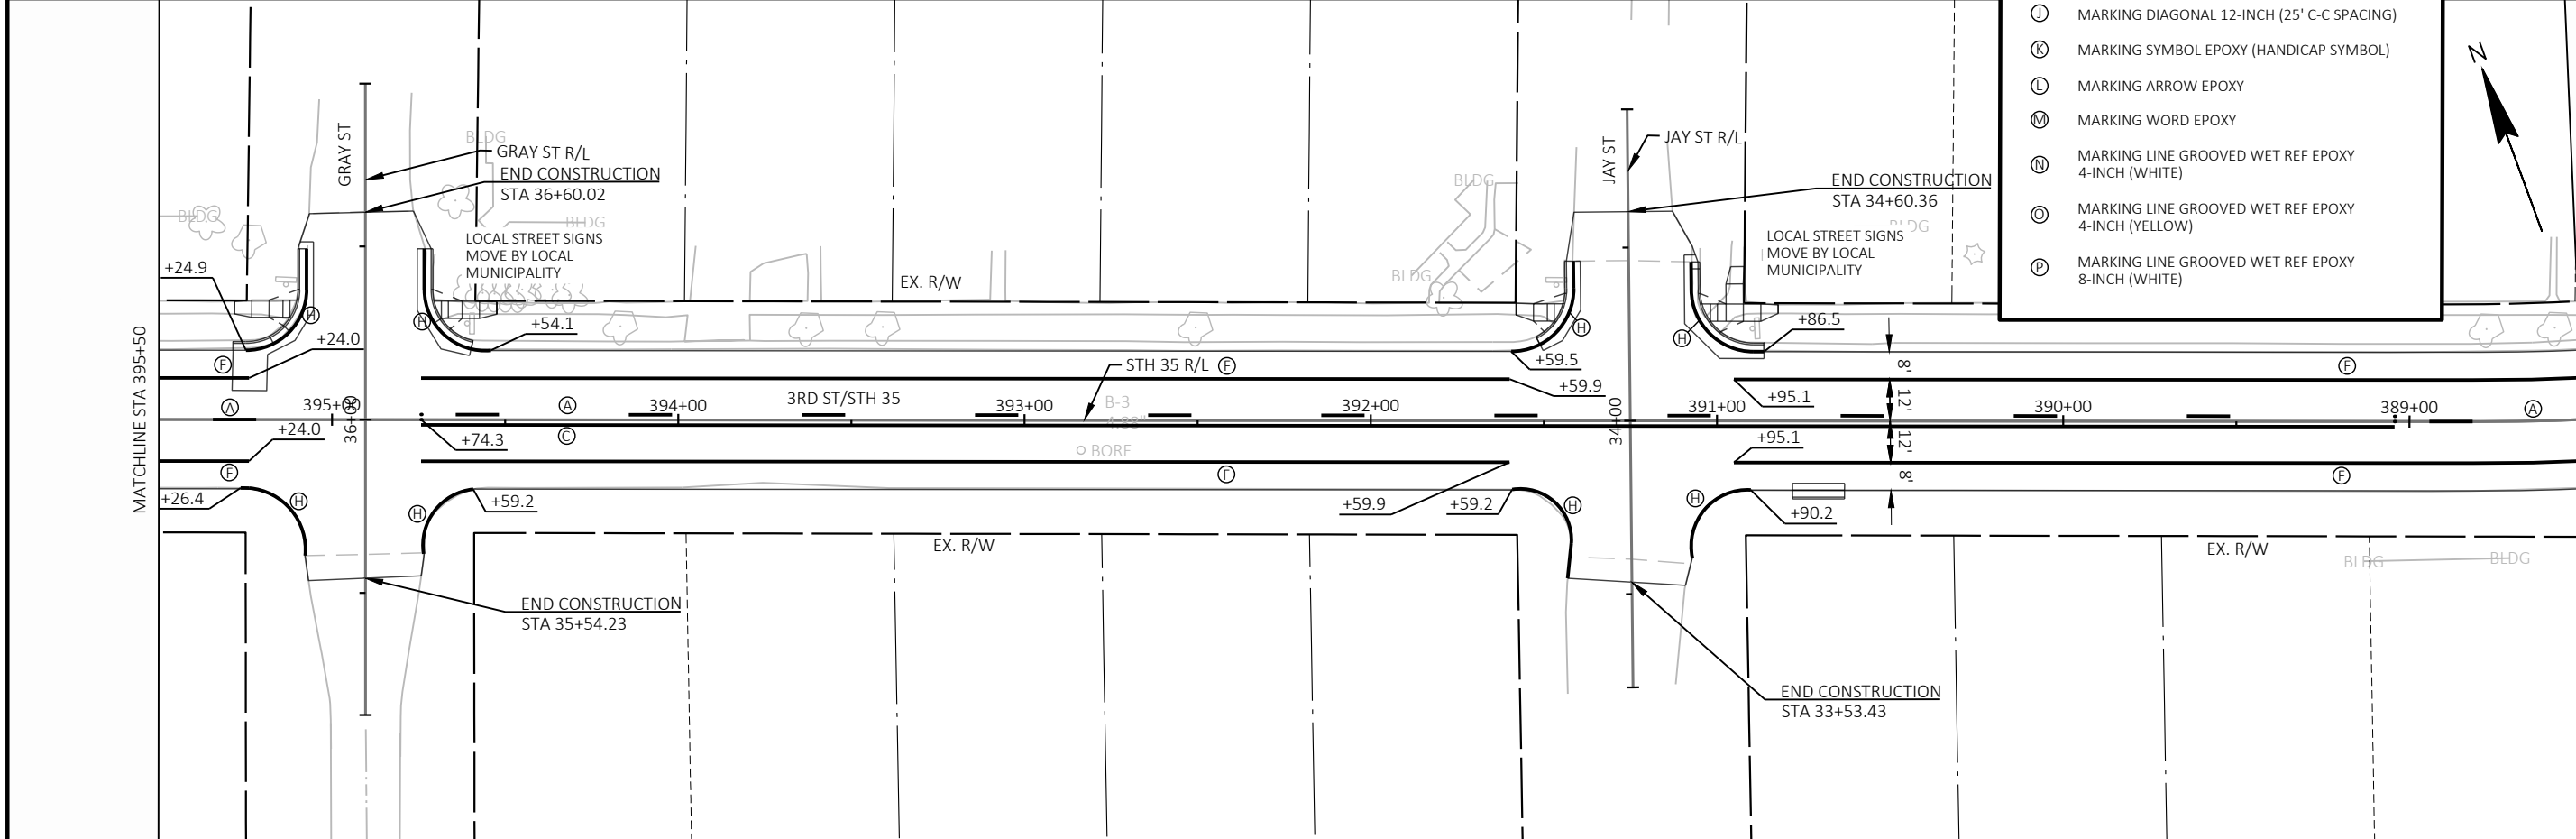 J MARKING DIAGONAL 12-INCH (25' C-C SPACING)
K MARKING SYMBOL EPOXY (HANDICAP SYMBOL)
L MARKING ARROW EPOXY
M MARKING WORD EPOXY
N MARKING LINE GROOVED WET REF EPOXY
4-INCH (WHITE)
O MARKING LINE GROOVED WET REF EPOXY
4-INCH (YELLOW)
P MARKING LINE GROOVED WET REF EPOXY
8-INCH (WHITE)
N
GRAY ST
BLDG
GRAY ST R/L
END CONSTRUCTION
STA 36+60.02
BLDG
BLDG
LOCAL STREET SIGNS
MOVE BY LOCAL
MUNICIPALITY
JAY ST
JAY ST R/L
BLDG
BLDG
END CONSTRUCTION
STA 34+60.36
BLDG
LOCAL STREET SIGNS
MOVE BY LOCAL
MUNICIPALITY
EX. R/W
+24.9
H
H
+54.1
+24.0
F
H
H
+86.5
+59.5
+59.9
STH 35 R/L F
8'
F
MATCHLINE STA 395+50
A
395+00
36+00
A
394+00
3RD ST/STH 35
393+00
B-3
392+00
34+00
391+00
+95.1
12'
390+00
389+00
A
+24.0
+74.3
C
BORE
+95.1
12'
F
F
8'
F
+26.4
H
H
+59.2
+59.9
+59.2
H
H
+90.2
EX. R/W
EX. R/W
BLDG
BLDG
END CONSTRUCTION
STA 35+54.23
END CONSTRUCTION
STA 33+53.43